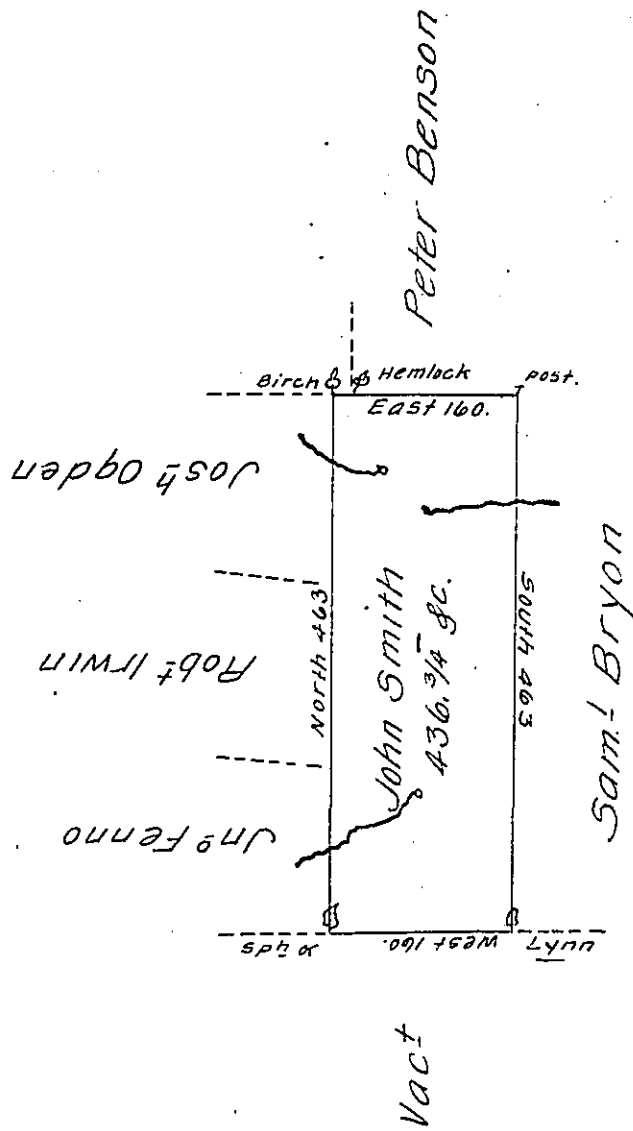 Peter Benson
Birch
Hemlock
post.
East 160.
Josh Ogden
Robt Irwin
Jno Fenno
North 463
John Smith
436. 3/4 &c.
South 463
Saml Bryon
West 160.
Lynn
Vact